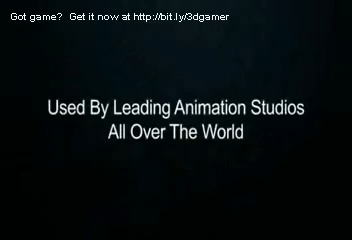 Got game?  Get it now at http://bit.ly/3dgamer
Used By Leading Animation Studios
All Over The World